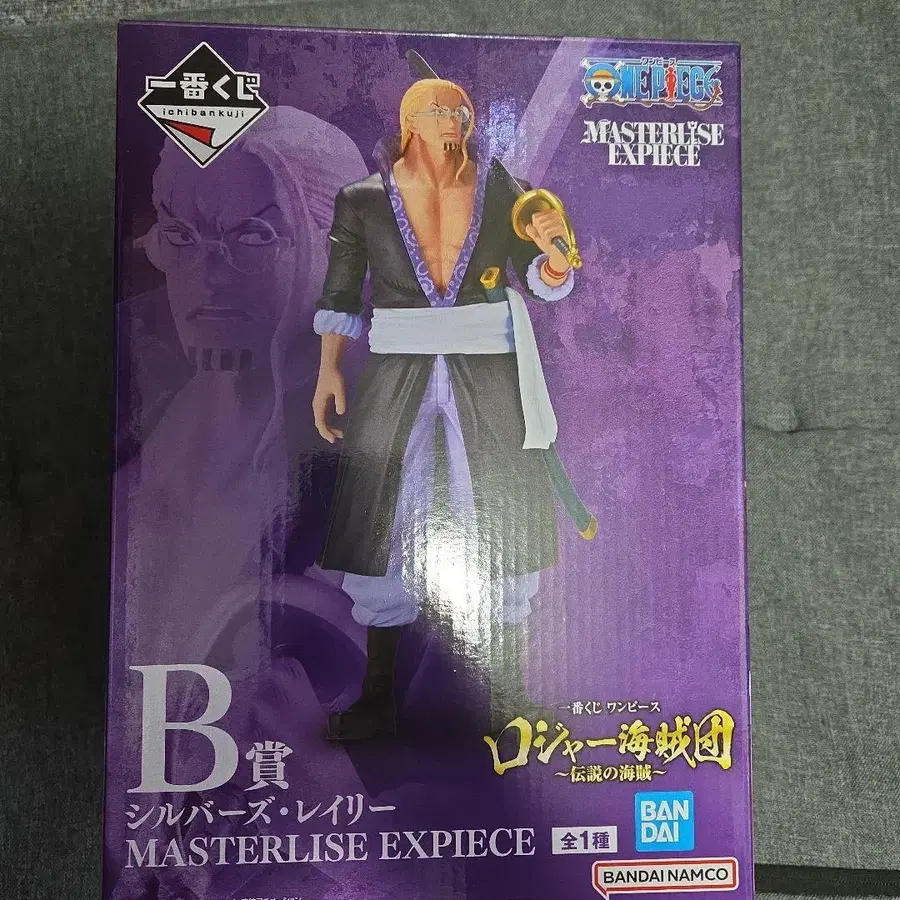 一番くじ
ichibankuji
ワンピース
ONE PIECE
MASTERLISE
EXPIECE
B賞
シルバーズ・レイリー
MASTERLISE EXPIECE 全1種
一番くじ ワンピース
ロジャー海賊団
～伝説の海賊～
BAN
DAI
BANDAI NAMCO